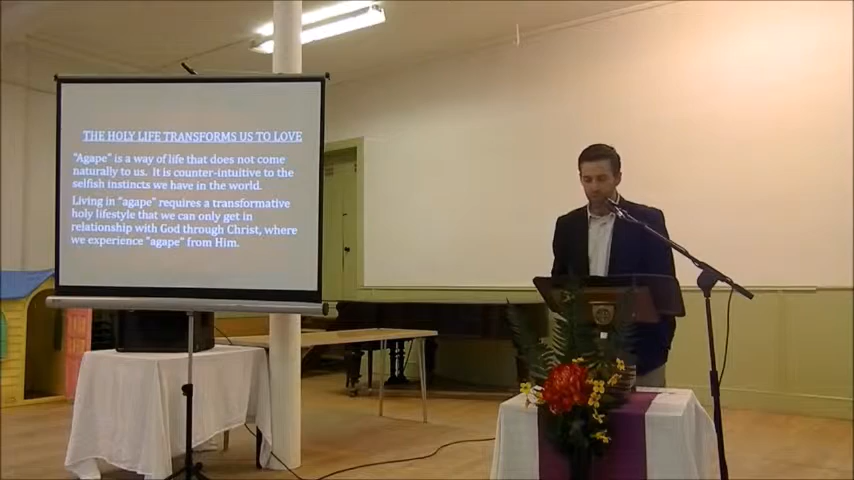 THE HOLY LIFE TRANSFORMS US TO LOVE
"Agape" is a way of life that does not come
naturally to us. It is counter-intuitive to the
selfish instincts we have in the world.
Living in "agape" requires a transformative
holy lifestyle that we can only get in
relationship with God through Christ, where
we experience "agape" from Him.